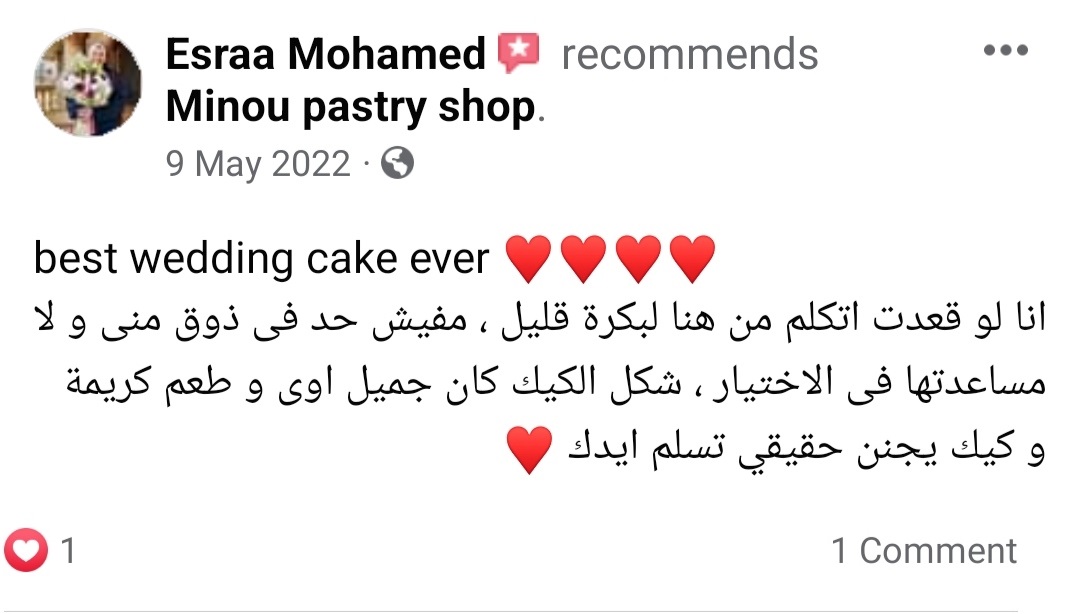 Esraa Mohamed recommends
Minou pastry shop.
9 May 2022 ·
best wedding cake ever ♥️♥️♥️♥️
انا لو قعدت اتكلم من هنا لبكرة قليل ، مفيش حد فى ذوق منى و لا
مساعدتها فى الاختيار ، شكل الكيك كان جميل اوى و طعم كريمة
و كيك يجنن حقيقي تسلم ايدك ♥️
1
1 Comment